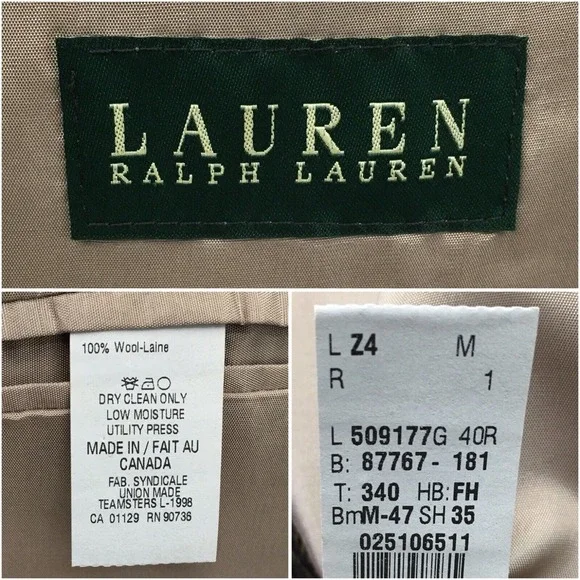 LAUREN
RALPH LAUREN
100% Wool-Laine
DRY CLEAN ONLY
LOW MOISTURE
UTILITY PRESS
MADE IN / FAIT AU
CANADA
FAB. SYNDICALE
UNION MADE
TEAMSTERS L-1998
CA 01129 RN 90736
L Z4 M
R 1
L 509177G 40R
B: 87767- 181
T: 340 HB: FH
BmM-47 SH 35
025106511